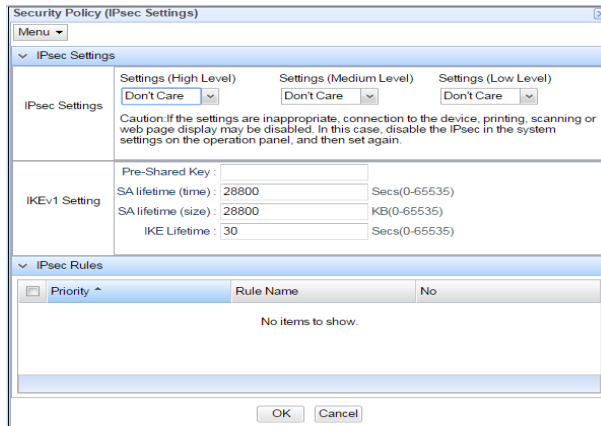 Security Policy (IPsec Settings)
Menu
IPsec Settings
Settings (High Level) Settings (Medium Level) Settings (Low Level)
IPsec Settings
Don't Care Don't Care Don't Care
Caution:If the settings are inappropriate, connection to the device, printing, scanning or
web page display may be disabled. In this case, disable the IPsec in the system
settings on the operation panel, and then set again.
IKEv1 Setting
Pre-Shared Key :
SA lifetime (time) : 28800 Secs(0-65535)
SA lifetime (size) : 28800 KB(0-65535)
IKE Lifetime : 30 Secs(0-65535)
IPsec Rules
Priority Rule Name No
No items to show.
OK Cancel